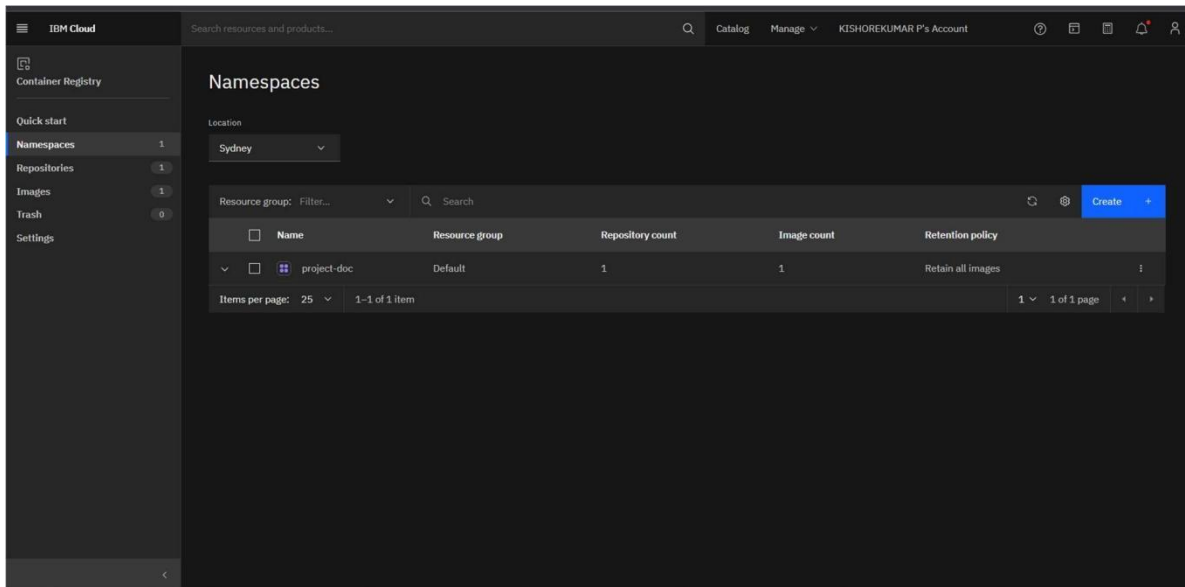 IBM Cloud
Search resources and products...
Catalog
Manage
KISHOREKUMAR P's Account
Container Registry
Quick start
Namespaces 1
Repositories 1
Images 1
Trash 0
Settings
Namespaces
Location
Sydney
Resource group: Filter...
Search
Create +
Name Resource group Repository count Image count Retention policy
project-doc Default 1 1 Retain all images
Items per page: 25 1–1 of 1 item 1 1 of 1 page